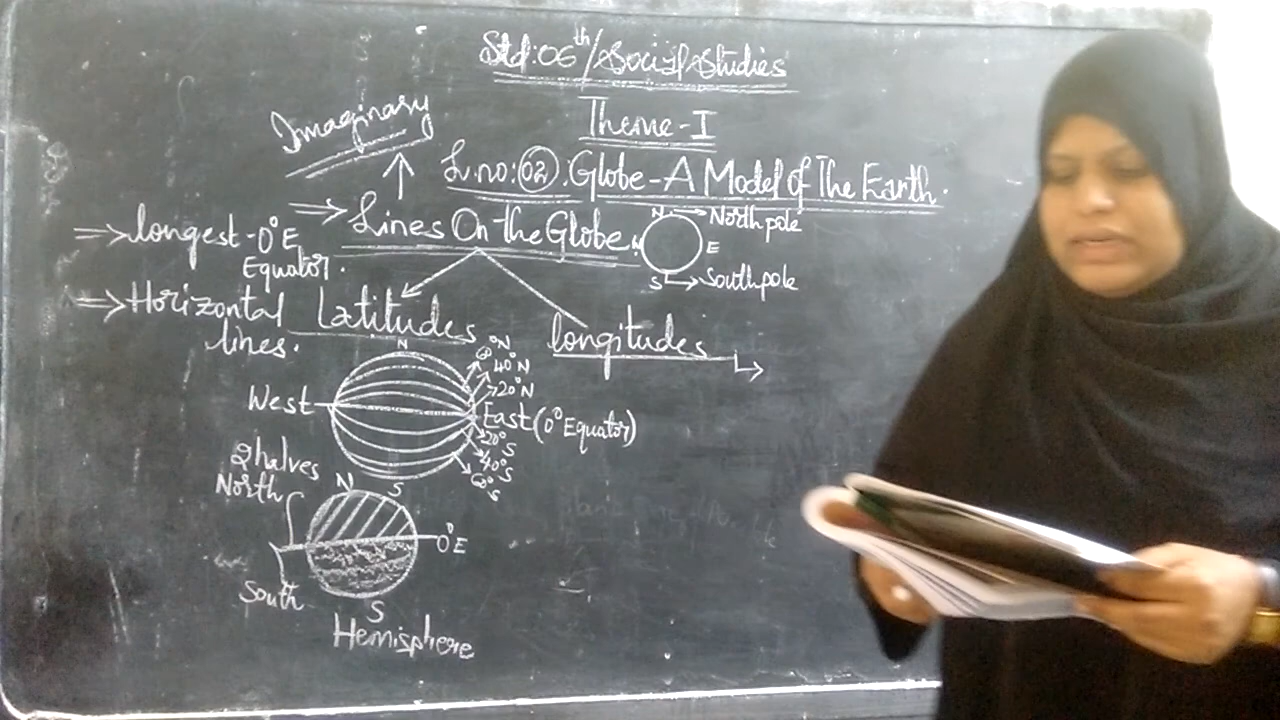 Std:06th/Social Studies
Theme-I
L.no:02.Globe-A Model of The Earth.
Imaginary
⇒Lines On the Globe
N →North pole
E
S →South pole
⇒longest-0° E
Equator.
⇒Horizontal
lines.
Latitudes
longitudes
N
60°N
40°N
20°N
West
East (0° Equator)
20°S
40°S
60°S
S
2 halves
North
N
0°E
South
S
Hemisphere